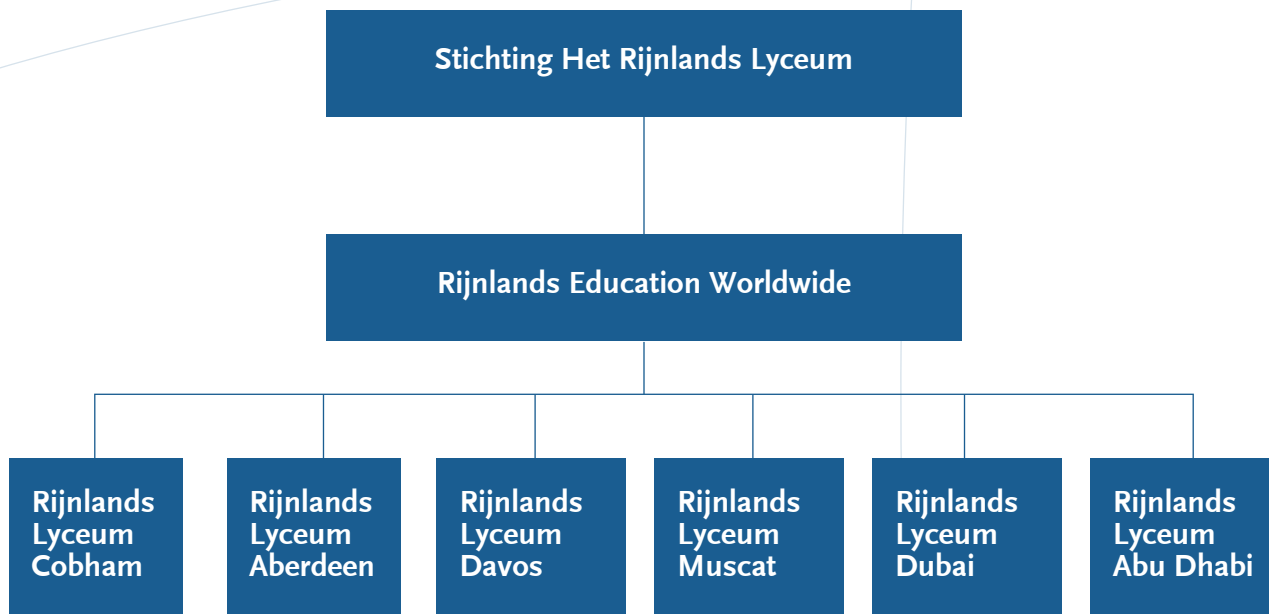 Stichting Het Rijnlands Lyceum
Rijnlands Education Worldwide
Rijnlands
Lyceum
Cobham
Rijnlands
Lyceum
Aberdeen
Rijnlands
Lyceum
Davos
Rijnlands
Lyceum
Muscat
Rijnlands
Lyceum
Dubai
Rijnlands
Lyceum
Abu Dhabi